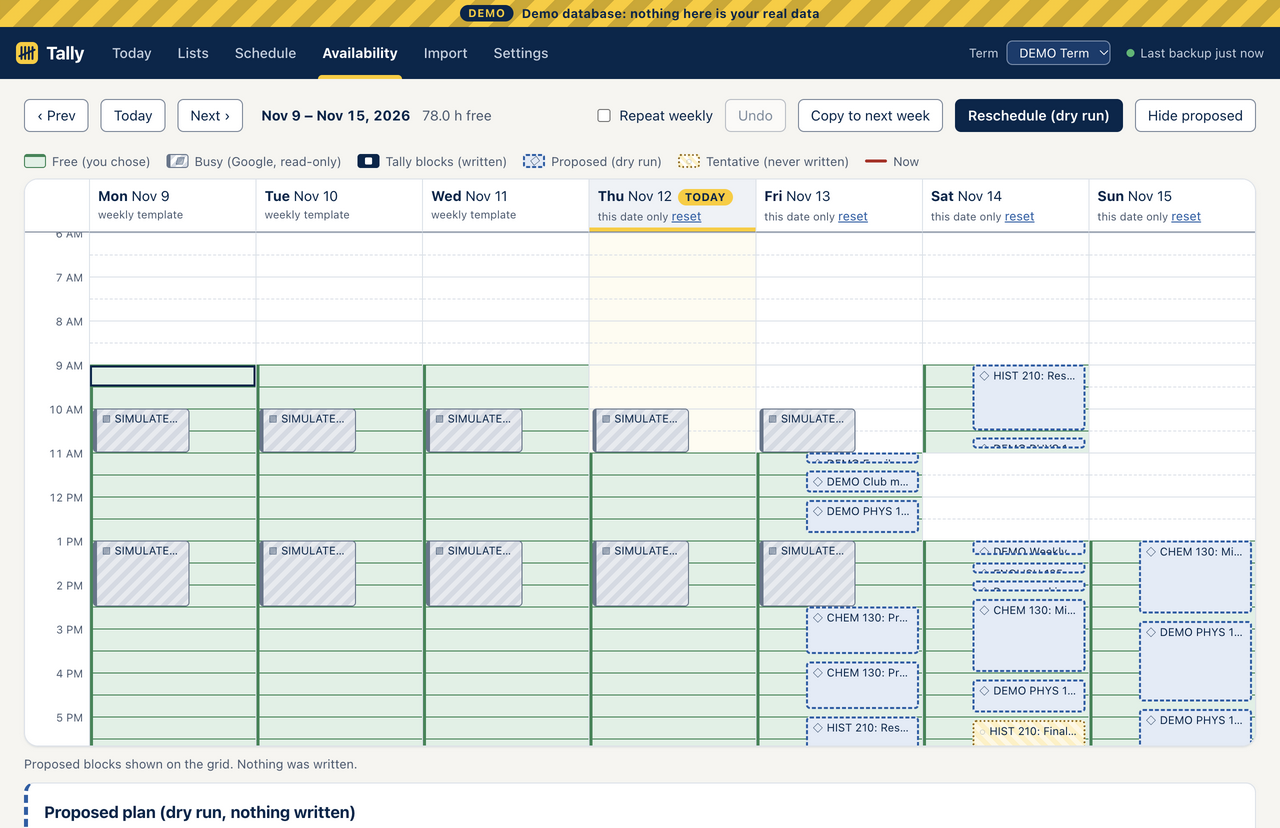 DEMO Demo database: nothing here is your real data
Tally Today Lists Schedule Availability Import Settings Term DEMO Term Last backup just now
‹ Prev Today Next › Nov 9 – Nov 15, 2026 78.0 h free Repeat weekly Undo Copy to next week Reschedule (dry run) Hide proposed
Free (you chose) Busy (Google, read-only) Tally blocks (written) Proposed (dry run) Tentative (never written) Now
Mon Nov 9 Tue Nov 10 Wed Nov 11 Thu Nov 12 TODAY Fri Nov 13 Sat Nov 14 Sun Nov 15
weekly template weekly template weekly template this date only reset this date only reset this date only reset this date only reset
6 AM
7 AM
8 AM
9 AM
HIST 210: Res...
10 AM
SIMULATE... SIMULATE... SIMULATE... SIMULATE... SIMULATE...
11 AM
DEMO Club m...
12 PM
DEMO PHYS 1...
1 PM
SIMULATE... SIMULATE... SIMULATE... SIMULATE... SIMULATE... DEMO Weekly CHEM 130: Mi...
2 PM
CHEM 130: Pr... CHEM 130: Mi...
3 PM
DEMO PHYS 1...
4 PM
CHEM 130: Pr... DEMO PHYS 1...
5 PM
HIST 210: Res... HIST 210: Final... DEMO PHYS 1...
Proposed blocks shown on the grid. Nothing was written.
Proposed plan (dry run, nothing written)